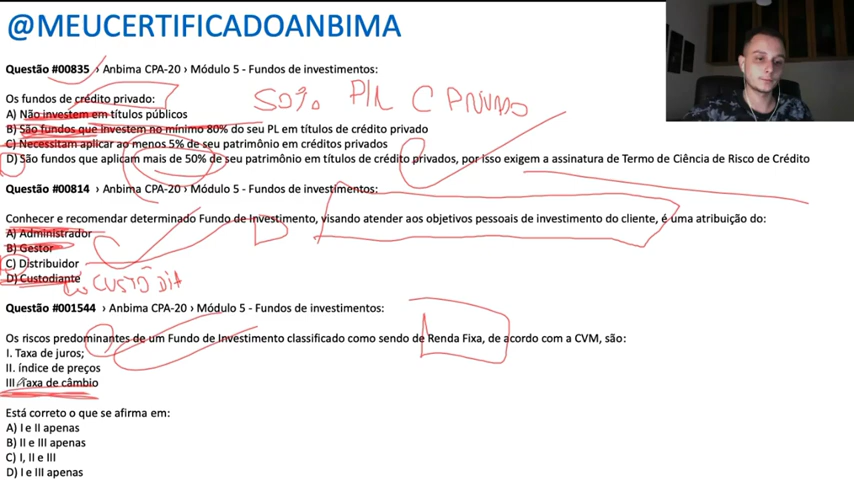 @MEUCERTIFICADOANBIMA
Questão #00835 › Anbima CPA-20 › Módulo 5 - Fundos de investimentos:
Os fundos de crédito privado:
50% P/L C PRIVADO
A) Não investem em títulos públicos
B) São fundos que investem no mínimo 80% do seu PL em títulos de crédito privado
C) Necessitam aplicar ao menos 5% de seu patrimônio em créditos privados
D) São fundos que aplicam mais de 50% de seu patrimônio em títulos de crédito privados, por isso exigem a assinatura de Termo de Ciência de Risco de Crédito
Questão #00814 › Anbima CPA-20 › Módulo 5 - Fundos de investimentos:
Conhecer e recomendar determinado Fundo de Investimento, visando atender aos objetivos pessoais de investimento do cliente, é uma atribuição do:
A) Administrador
B) Gestor
C) Distribuidor
D) Custodiante
CUSTÓDIA
Questão #001544 › Anbima CPA-20 › Módulo 5 - Fundos de investimentos:
Os riscos predominantes de um Fundo de Investimento classificado como sendo de Renda Fixa, de acordo com a CVM, são:
I. Taxa de juros;
II. índice de preços
III. Taxa de câmbio
Está correto o que se afirma em:
A) I e II apenas
B) II e III apenas
C) I, II e III
D) I e III apenas